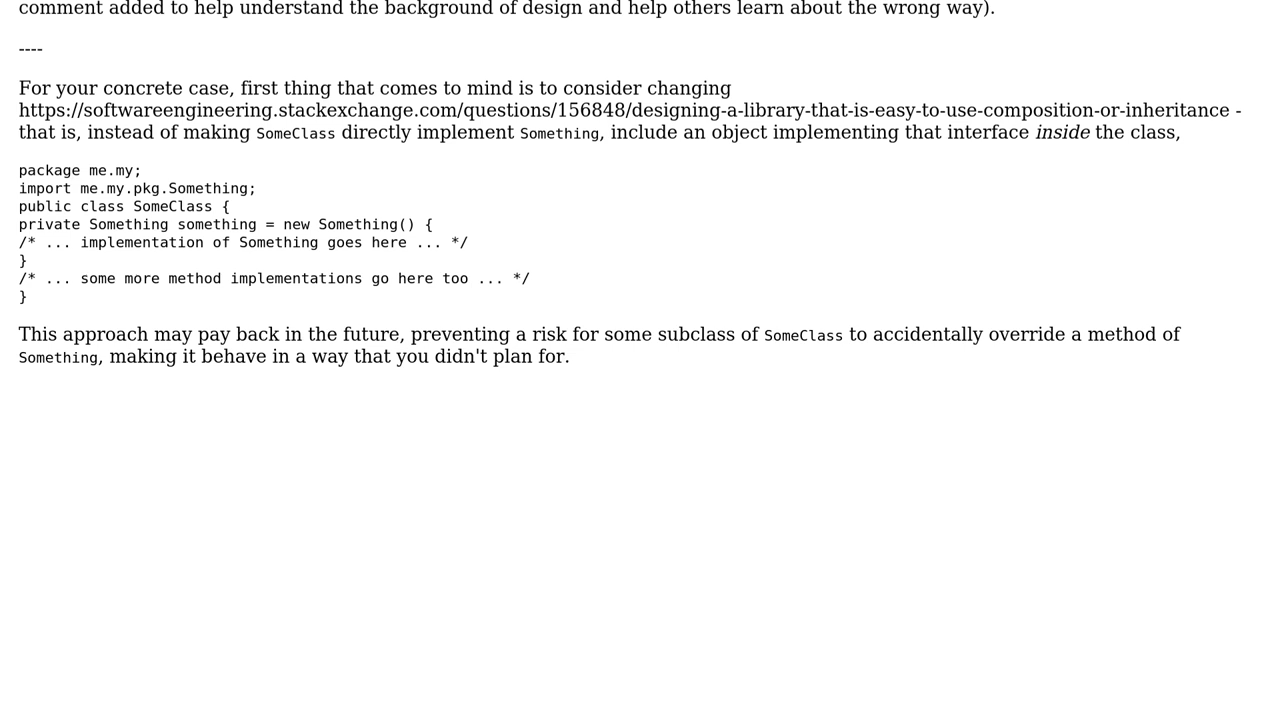 comment added to help understand the background of design and help others learn about the wrong way).
----
For your concrete case, first thing that comes to mind is to consider changing
https://softwareengineering.stackexchange.com/questions/156848/designing-a-library-that-is-easy-to-use-composition-or-inheritance -
that is, instead of making SomeClass directly implement Something, include an object implementing that interface inside the class,
package me.my;
import me.my.pkg.Something;
public class SomeClass {
private Something something = new Something() {
/* ... implementation of Something goes here ... */
}
/* ... some more method implementations go here too ... */
}
This approach may pay back in the future, preventing a risk for some subclass of SomeClass to accidentally override a method of
Something, making it behave in a way that you didn't plan for.